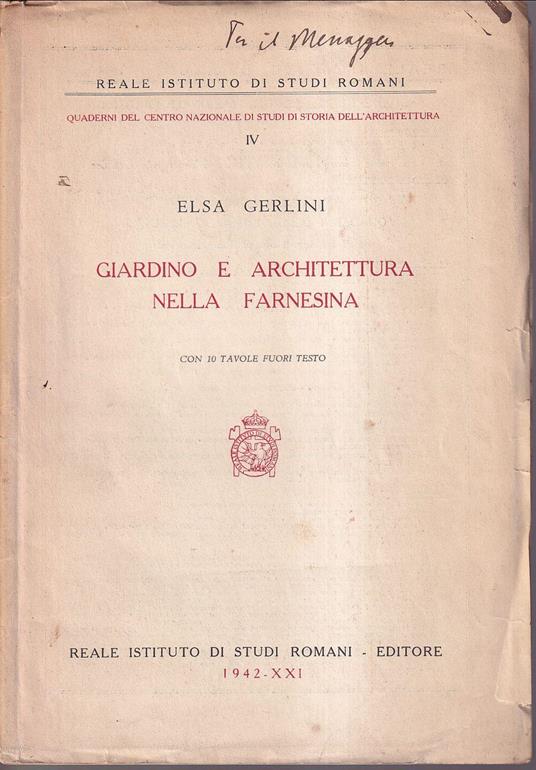 Per il Messaggero
REALE ISTITUTO DI STUDI ROMANI
QUADERNI DEL CENTRO NAZIONALE DI STUDI DI STORIA DELL'ARCHITETTURA
IV
ELSA GERLINI
GIARDINO E ARCHITETTURA
NELLA FARNESINA
CON 10 TAVOLE FUORI TESTO
REALE ISTITUTO DI STUDI ROMANI - EDITORE
1942-XXI